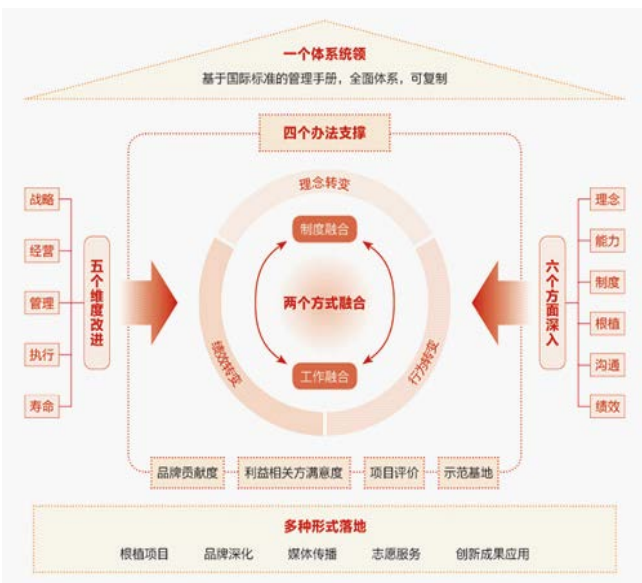 一个体系统领
基于国际标准的管理手册，全面体系，可复制
四个办法支撑
理念转变
制度融合
两个方式融合
工作融合
绩效转变
行为转变
战略
经营
管理
执行
寿命
五个维度改进
六个方面深入
理念
能力
制度
根植
沟通
绩效
品牌贡献度 利益相关方满意度 项目评价 示范基地
多种形式落地
根植项目 品牌深化 媒体传播 志愿服务 创新成果应用